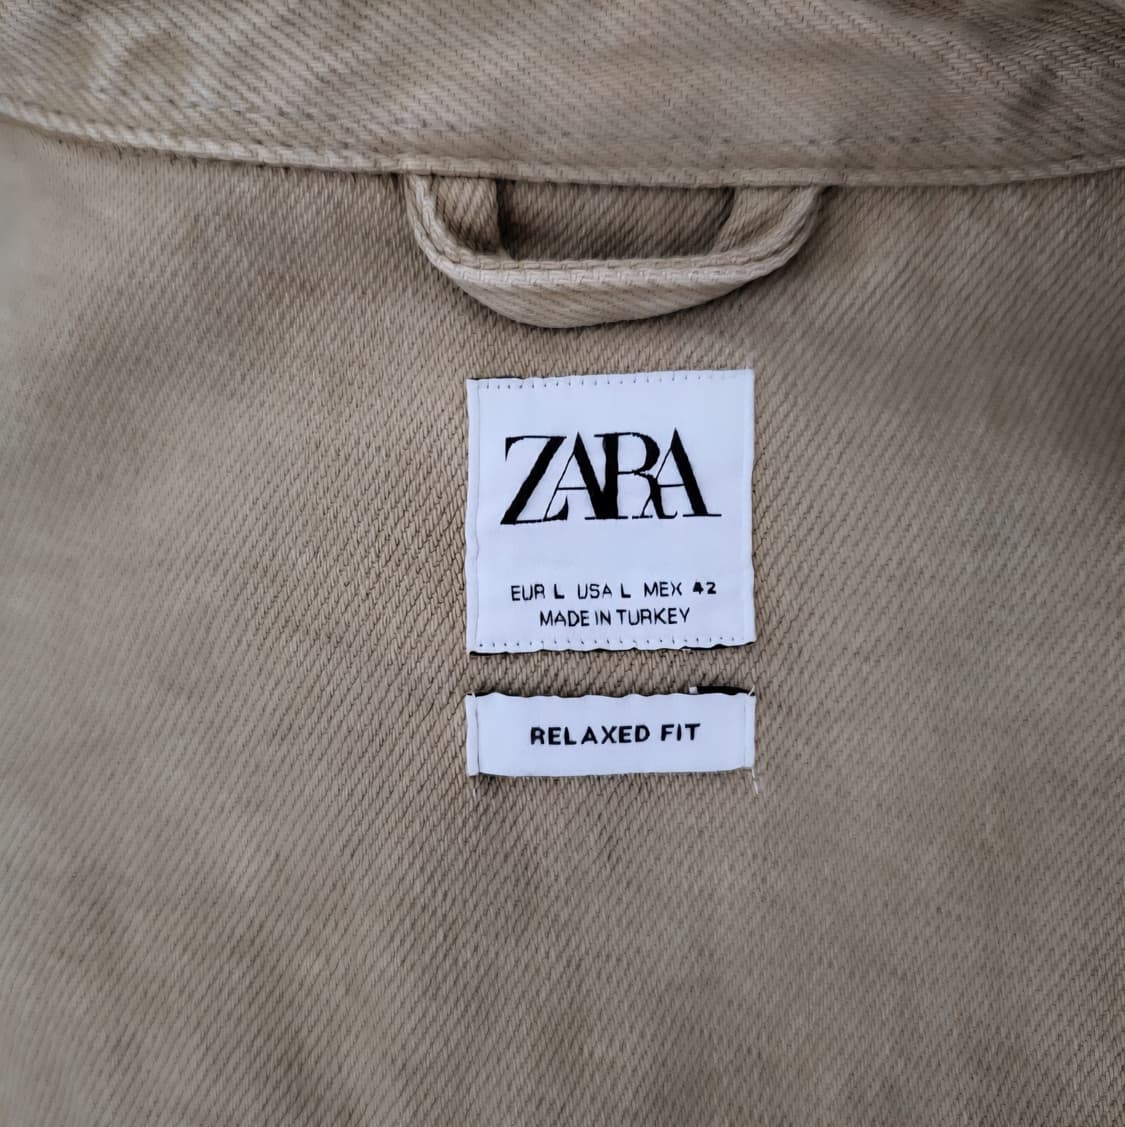 ZARA
EUR L USA L MEX 42
MADE IN TURKEY
RELAXED FIT